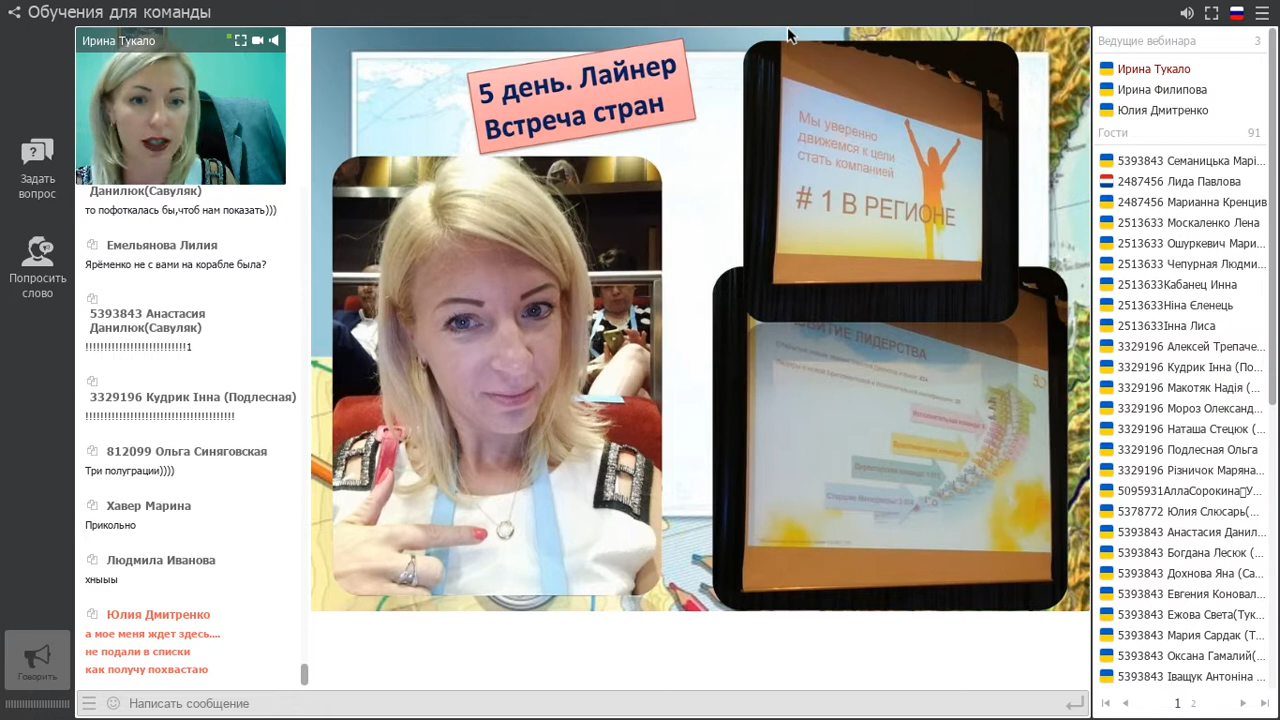 Обучения для команды
Ирина Тукало
Задать
вопрос
Попросить
слово
Говорить
Данилюк(Савуляк)
то пофоткалась бы,чтоб нам показать)))
Емельянова Лилия
Ярёменко не с вами на корабле была?
5393843 Анастасия
Данилюк(Савуляк)
!!!!!!!!!!!!!!!!!!!!!!!!!!!1
3329196 Кудрик Інна (Подлесная)
!!!!!!!!!!!!!!!!!!!!!!!!!!!!!!!!!!!!!!!!
812099 Ольга Синяговская
Три полуграции))))
Хавер Марина
Прикольно
Людмила Иванова
хныыы
Юлия Дмитренко
а мое меня ждет здесь....
не подали в списки
как получу похвастаю
Написать сообщение
5 день. Лайнер
Встреча стран
Мы уверенно
движемся к цели
стать компанией
# 1 В РЕГИОНЕ
ЛИДЕРСТВА
50
Ведущие вебинара 3
Ирина Тукало
Ирина Филипова
Юлия Дмитренко
Гости 91
5393843 Семаницька Марі...
2487456 Лида Павлова
2487456 Марианна Кренцив
2513633 Москаленко Лена
2513633 Ошуркевич Мари...
2513633 Чепурная Людми...
2513633Кабанец Инна
2513633Ніна Єленець
2513633Інна Лиса
3329196 Алексей Трепаче...
3329196 Кудрик Інна (По...
3329196 Макотяк Надія (...
3329196 Мороз Олександ...
3329196 Наташа Стецюк (...
3329196 Подлесная Ольга
3329196 Різничок Маряна...
5095931АллаСорокина▯У...
5378772 Юлия Слюсарь(...
5393843 Анастасия Данил...
5393843 Богдана Лесюк (...
5393843 Дохнова Яна (Са...
5393843 Евгения Коновал...
5393843 Ежова Света(Тук...
5393843 Мария Сардак (Т...
5393843 Оксана Гамалий(...
5393843 Іващук Антоніна ...
1 2